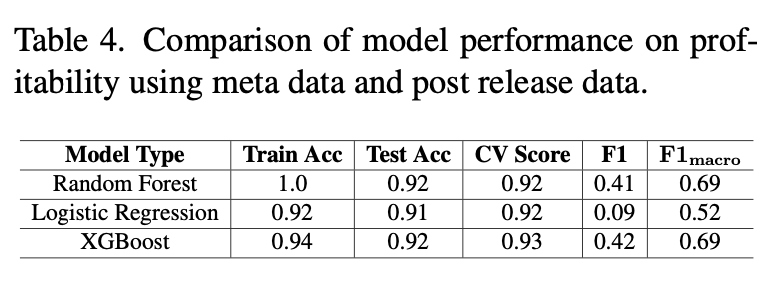 Table 4. Comparison of model performance on prof-
itability using meta data and post release data.
Model Type Train Acc Test Acc CV Score F1 F1macro
Random Forest 1.0 0.92 0.92 0.41 0.69
Logistic Regression 0.92 0.91 0.92 0.09 0.52
XGBoost 0.94 0.92 0.93 0.42 0.69